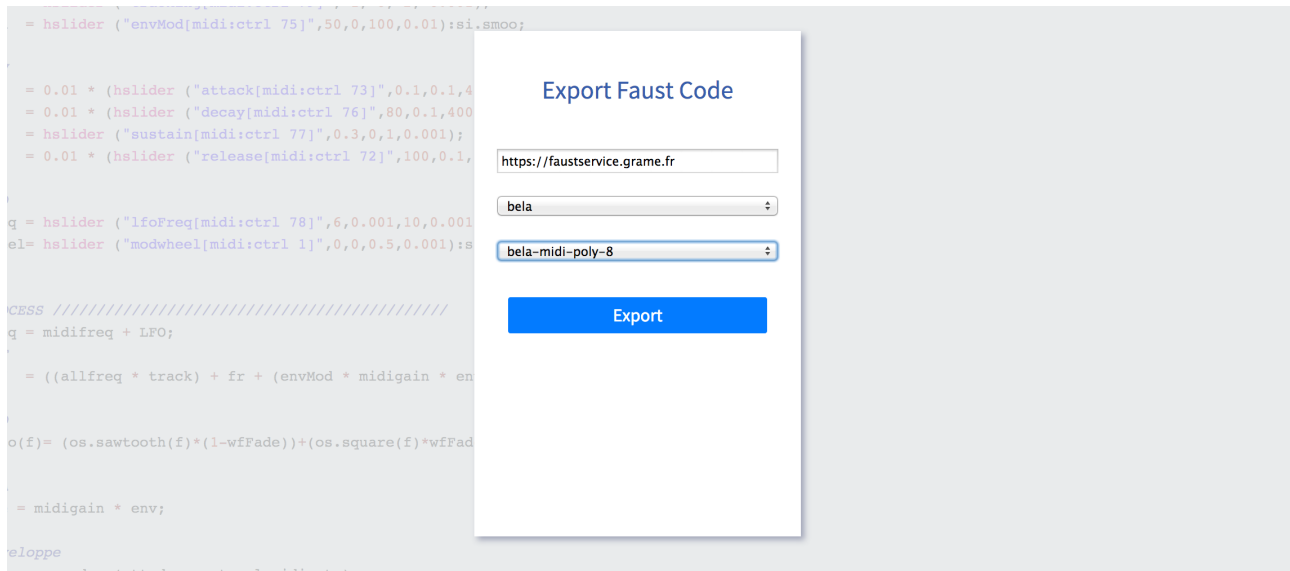 = hslider ("envMod[midi:ctrl 75]",50,0,100,0.01):si.smoo;
= 0.01 * (hslider ("attack[midi:ctrl 73]",0.1,0.1,4
= 0.01 * (hslider ("decay[midi:ctrl 76]",80,0.1,400
= hslider ("sustain[midi:ctrl 77]",0.3,0,1,0.001);
= 0.01 * (hslider ("release[midi:ctrl 72]",100,0.1,
q = hslider ("lfoFreq[midi:ctrl 78]",6,0.001,10,0.001
el= hslider ("modwheel[midi:ctrl 1]",0,0,0.5,0.001):s
OCESS /////////////////////////////////////////////
q = midifreq + LFO;
= ((allfreq * track) + fr + (envMod * midigain * en
o(f)= (os.sawtooth(f)*(1-wfFade))+(os.square(f)*wfFad
= midigain * env;
veloppe
Export Faust Code
https://faustservice.grame.fr
bela
bela-midi-poly-8
Export